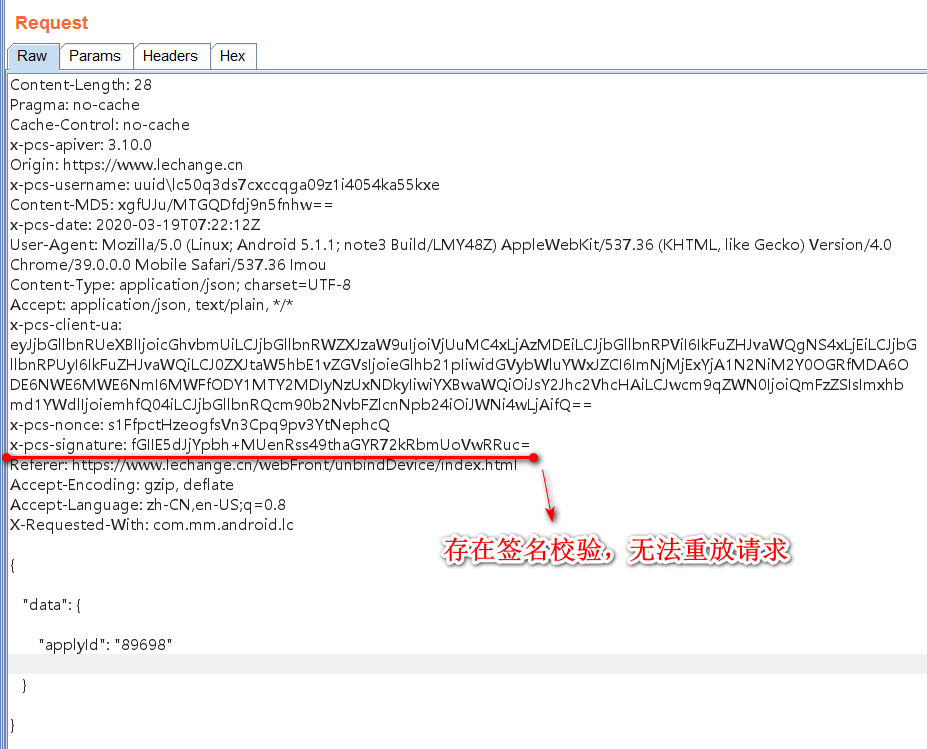 Request
Raw Params Headers Hex
Content-Length: 28
Pragma: no-cache
Cache-Control: no-cache
x-pcs-apiver: 3.10.0
Origin: https://www.lechange.cn
x-pcs-username: uuid\lc50q3ds7cxccqga09z1i4054ka55kxe
Content-MD5: xgfUJu/MTGQDfdj9n5fnhw==
x-pcs-date: 2020-03-19T07:22:12Z
User-Agent: Mozilla/5.0 (Linux; Android 5.1.1; note3 Build/LMY48Z) AppleWebKit/537.36 (KHTML, like Gecko) Version/4.0
Chrome/39.0.0.0 Mobile Safari/537.36 Imou
Content-Type: application/json; charset=UTF-8
Accept: application/json, text/plain, */*
x-pcs-client-ua:
eyJjbGllbnRUeXBlIjoicGhvbmUiLCJjbGllbnRWZXJzaW9uIjoiVjUuMC4xLjAzMDEiLCJjbGllbnRPViI6IkFuZHJvaWQgNS4xLjEiLCJjbG
llbnRPUyI6IkFuZHJvaWQiLCJ0ZXJtaW5hbE1vZGVsIjoieGlhb21pIiwidGVybWluYWxJZCI6ImNjMjExYjA1N2NiM2Y0OGRfMDA6O
DE6NWE6MWE6NmI6MWFfODY1MTY2MDIyNzUxNDkyIiwiYXBwaWQiOiJsY2Jhc2VhcHAiLCJwcm9qZWN0IjoiQmFzZSIsImxhb
md1YWdlIjoiemhfQ04iLCJjbGllbnRQcm90b2NvbFZlcnNpb24iOiJWNi4wLjAifQ==
x-pcs-nonce: s1FfpctHzeogfsVn3Cpq9pv3YtNephcQ
x-pcs-signature: fGIIE5dJjYpbh+MUenRss49thaGYR72kRbmUoVwRRuc=
Referer: https://www.lechange.cn/webFront/unbindDevice/index.html
Accept-Encoding: gzip, deflate
Accept-Language: zh-CN,en-US;q=0.8
X-Requested-With: com.mm.android.lc
存在签名校验，无法重放请求
{
"data": {
"applyId": "89698"
}
}